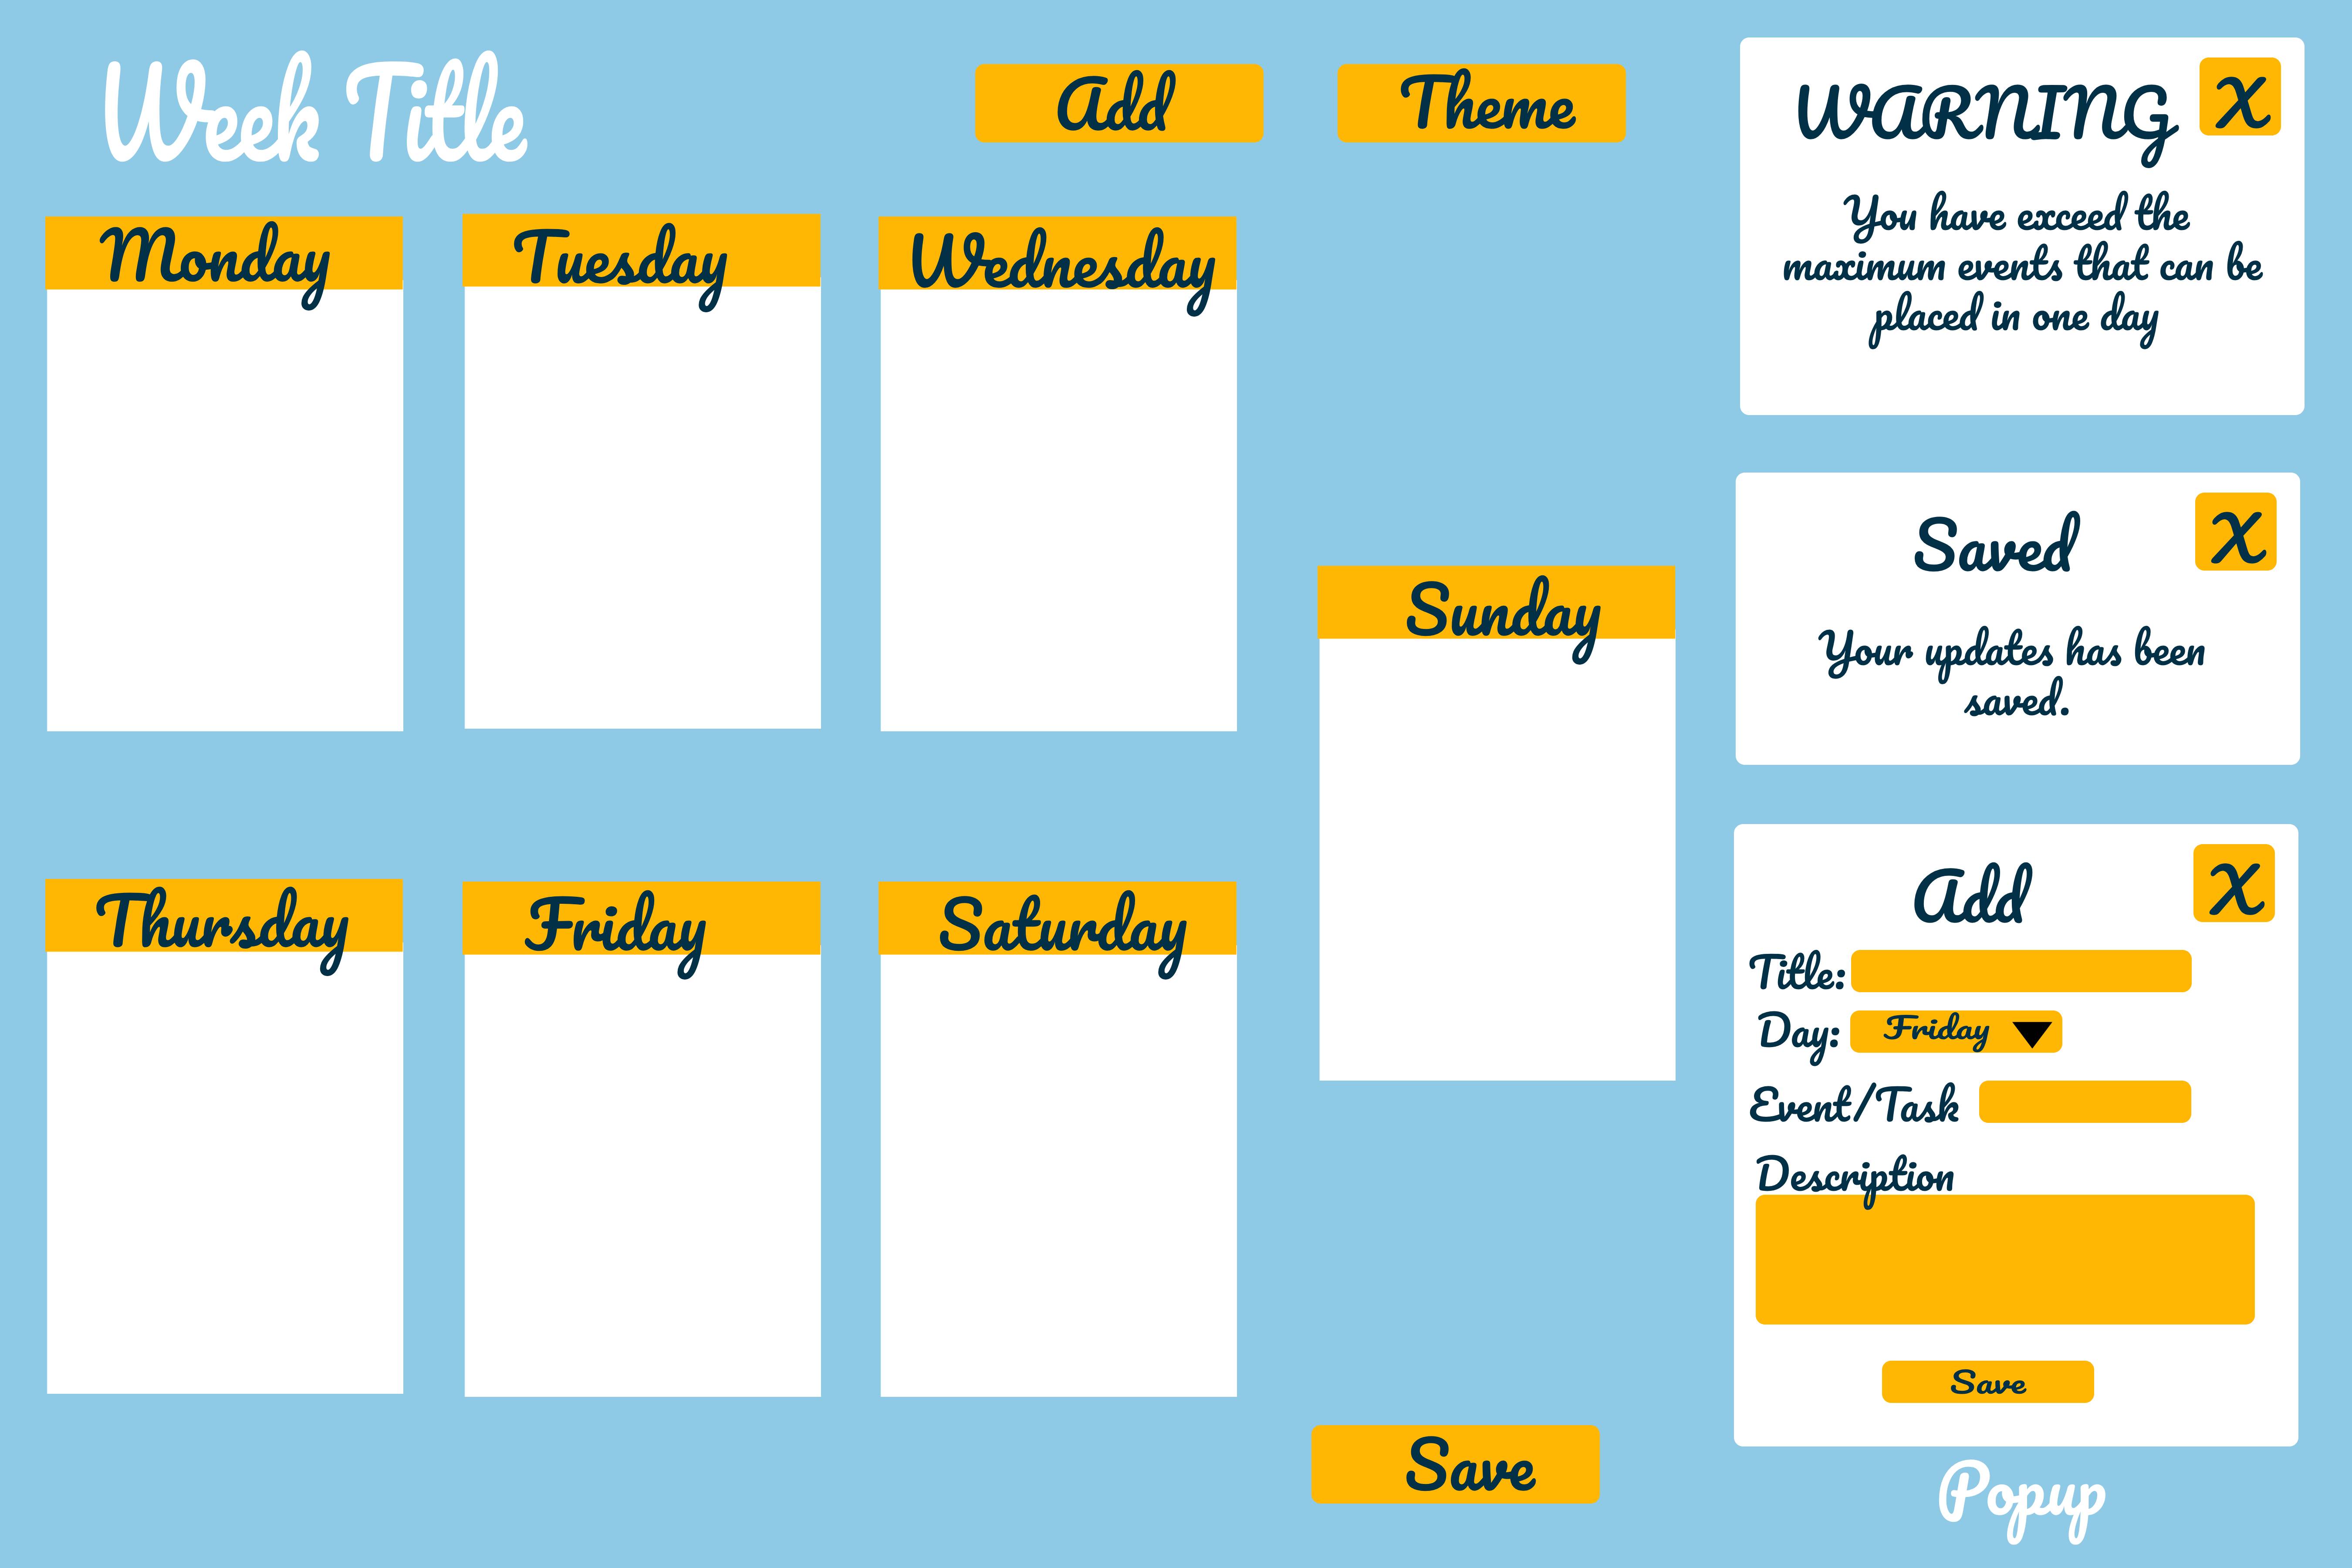 Week Title
Add
Theme
Monday
Tuesday
Wednesday
Thursday
Friday
Saturday
Sunday
Save
WARNING
X
You have exceed the
maximum events that can be
placed in one day
Saved
X
Your updates has been
saved.
Add
X
Title:
Day: Friday
Event/Task
Description
Save
Popup